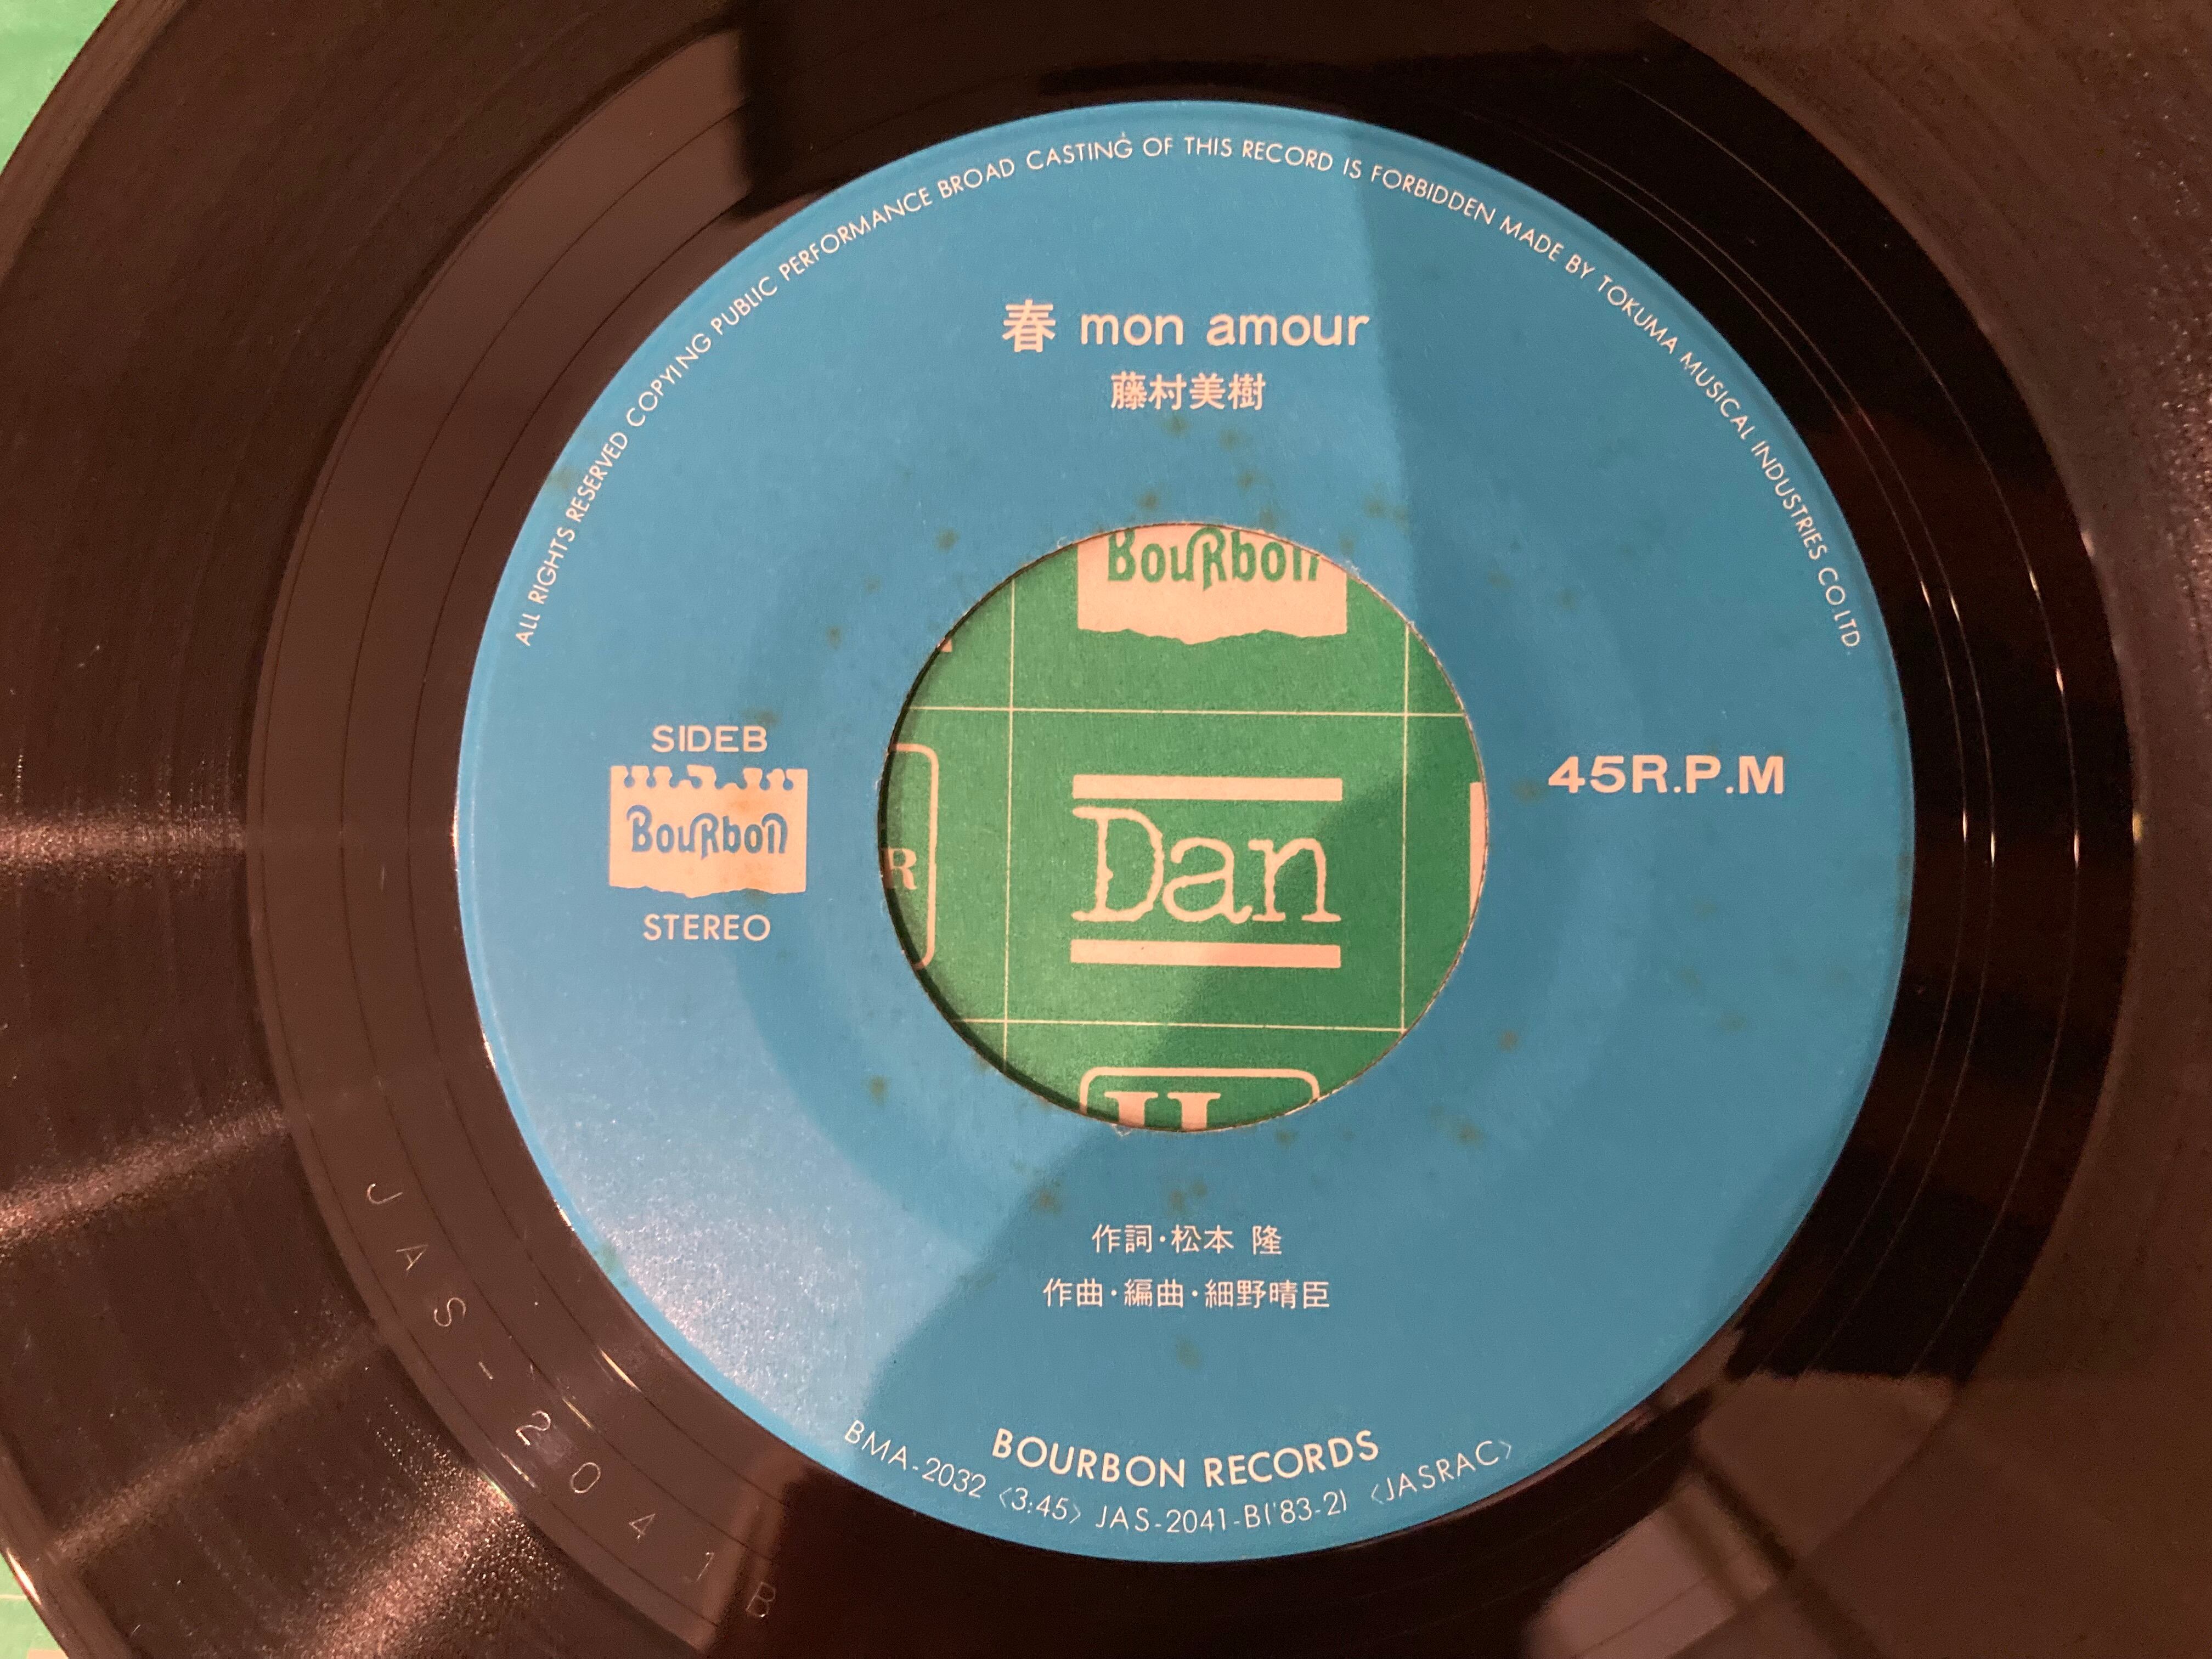 ALL RIGHTS RESERVED COPYING PUBLIC PERFORMANCE BROAD CASTING OF THIS RECORD IS FORBIDDEN MADE BY TOKUMA MUSICAL INDUSTRIES CO.LTD.
春 mon amour
藤村美樹
Bourbon
SIDEB
Bourbon
STEREO
45R.P.M
R
Dan
作詞・松本 隆
作曲・編曲・細野晴臣
BOURBON RECORDS
BMA-2032 〈3:45〉 JAS-2041-B('83-2) 〈JASRAC〉
JAS-2041B